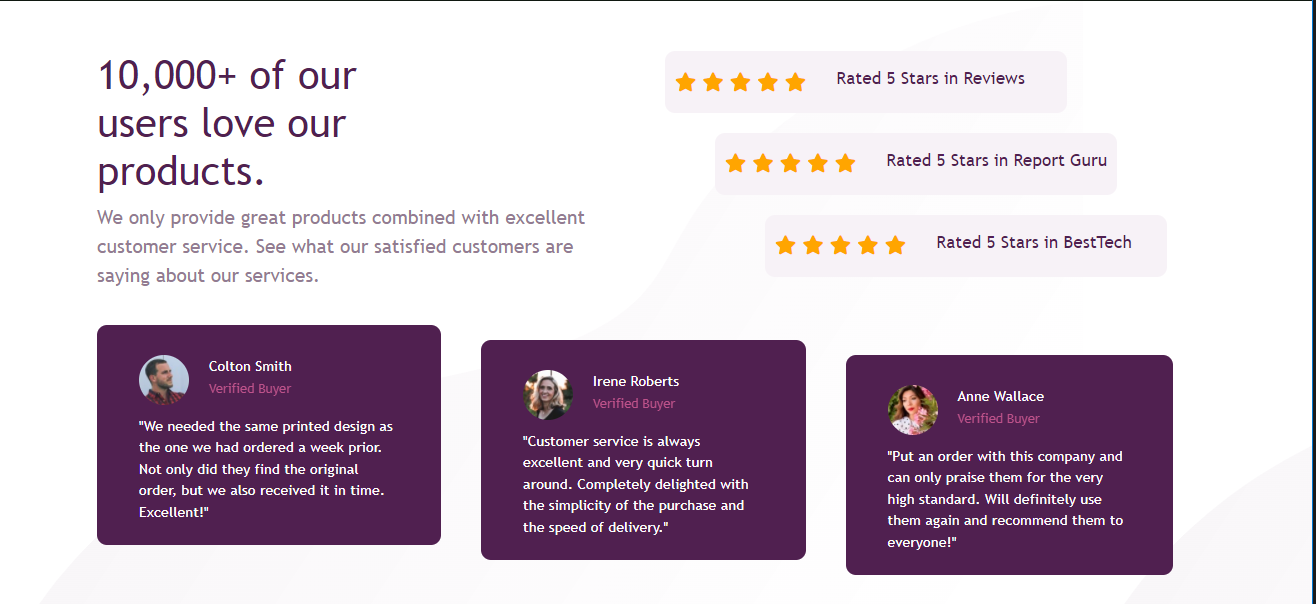 10,000+ of our
users love our
products.
We only provide great products combined with excellent
customer service. See what our satisfied customers are
saying about our services.
Rated 5 Stars in Reviews
Rated 5 Stars in Report Guru
Rated 5 Stars in BestTech
Colton Smith
Verified Buyer
"We needed the same printed design as
the one we had ordered a week prior.
Not only did they find the original
order, but we also received it in time.
Excellent!"
Irene Roberts
Verified Buyer
"Customer service is always
excellent and very quick turn
around. Completely delighted with
the simplicity of the purchase and
the speed of delivery."
Anne Wallace
Verified Buyer
"Put an order with this company and
can only praise them for the very
high standard. Will definitely use
them again and recommend them to
everyone!"